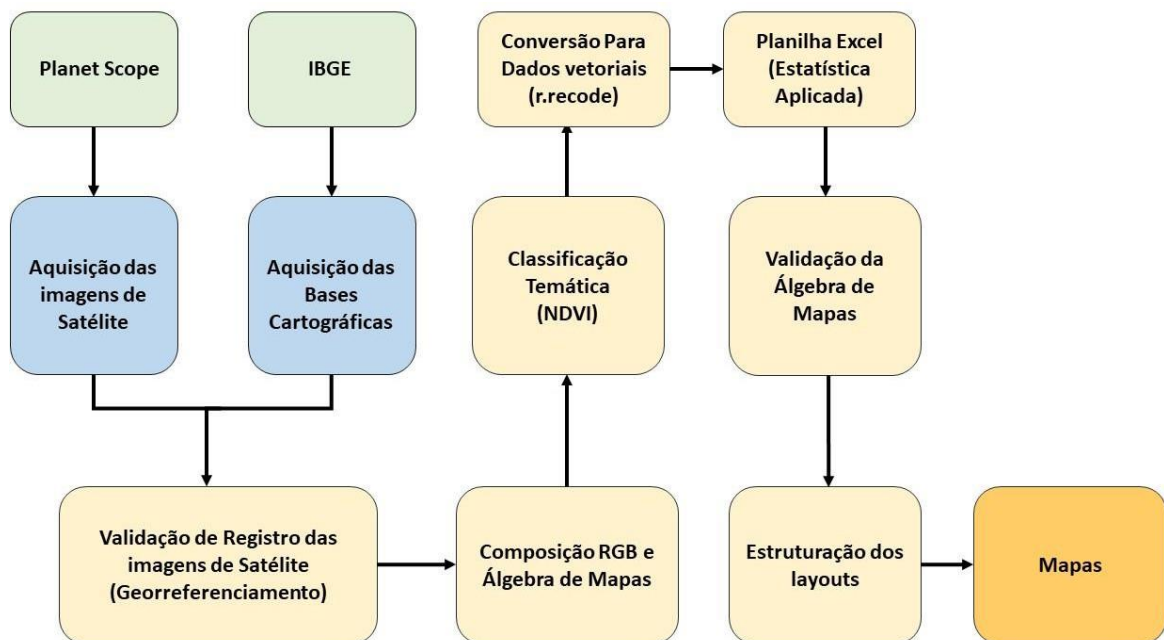 Planet Scope
IBGE
Aquisição das
imagens de
Satélite
Aquisição das
Bases
Cartográficas
Validação de Registro das
imagens de Satélite
(Georreferenciamento)
Composição RGB e
Álgebra de Mapas
Classificação
Temática
(NDVI)
Conversão Para
Dados vetoriais
(r.recode)
Planilha Excel
(Estatística
Aplicada)
Validação da
Álgebra de
Mapas
Estruturação dos
layouts
Mapas